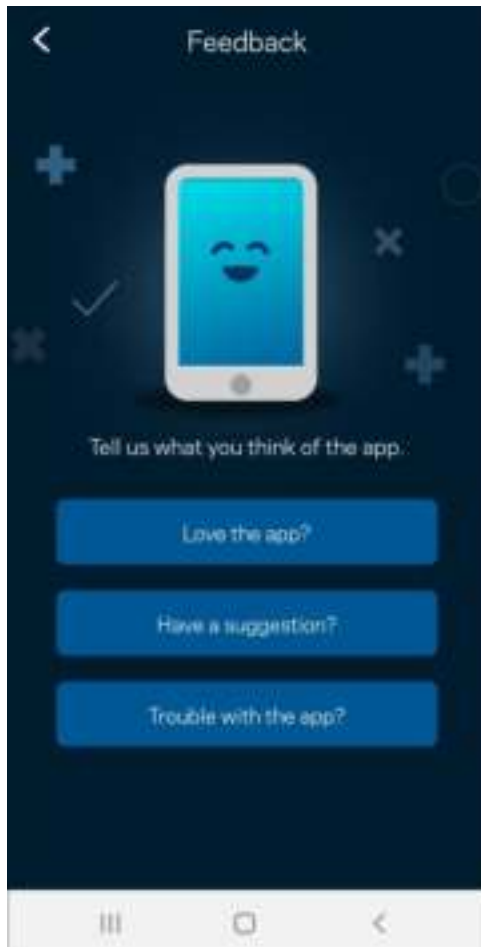 Feedback
Tell us what you think of the app.
Love the app?
Have a suggestion?
Trouble with the app?